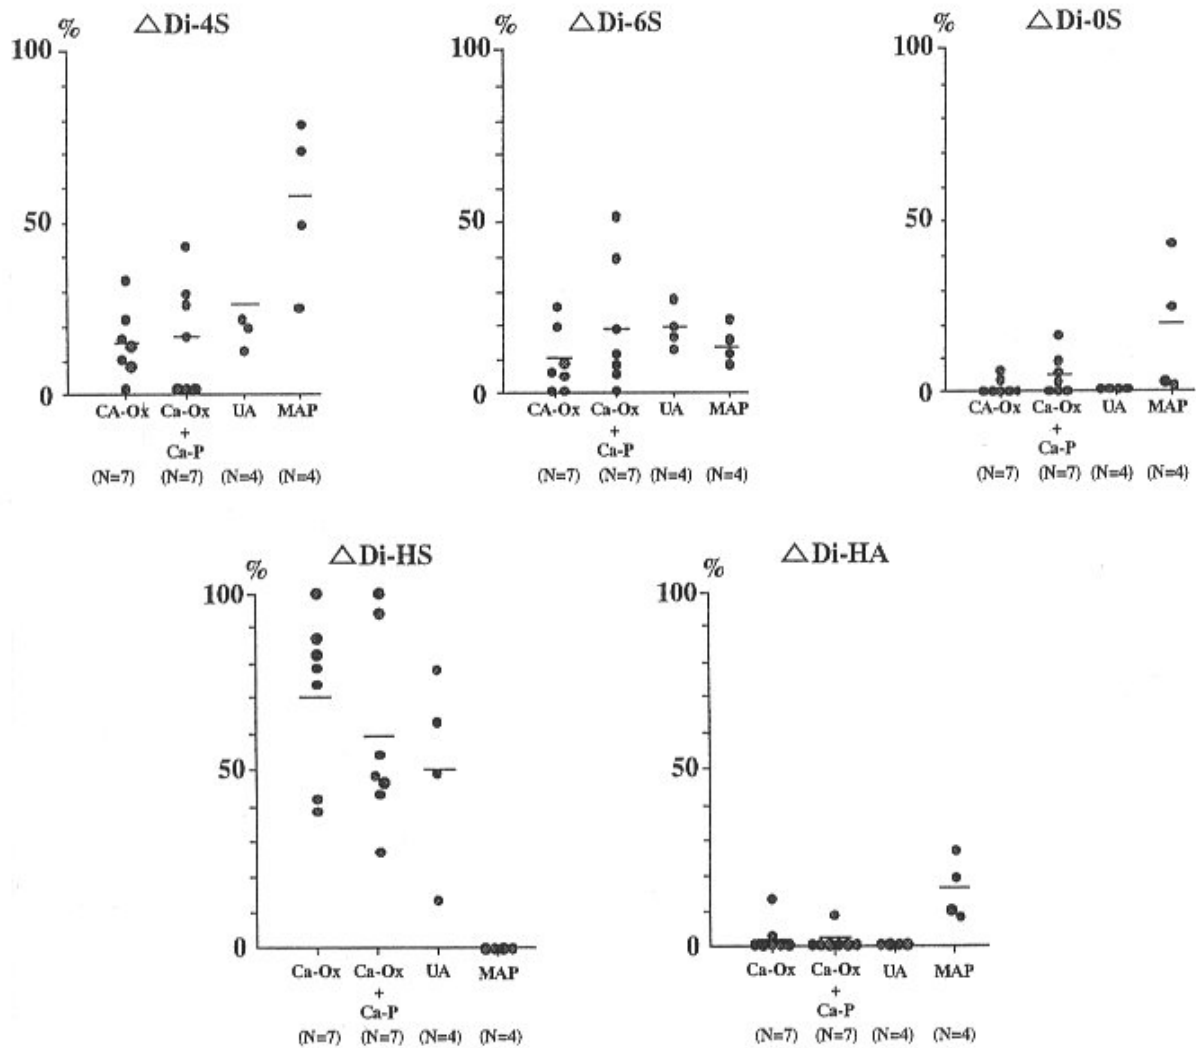 △Di-4S
%
100
50
0
CA-Ox Ca-Ox UA MAP
+
Ca-P
(N=7) (N=7) (N=4) (N=4)
△Di-6S
%
100
50
0
CA-Ox Ca-Ox UA MAP
+
Ca-P
(N=7) (N=7) (N=4) (N=4)
△Di-0S
%
100
50
0
CA-Ox Ca-Ox UA MAP
+
Ca-P
(N=7) (N=7) (N=4) (N=4)
△Di-HS
%
100
50
0
Ca-Ox Ca-Ox UA MAP
+
Ca-P
(N=7) (N=7) (N=4) (N=4)
△Di-HA
%
100
50
0
Ca-Ox Ca-Ox UA MAP
+
Ca-P
(N=7) (N=7) (N=4) (N=4)